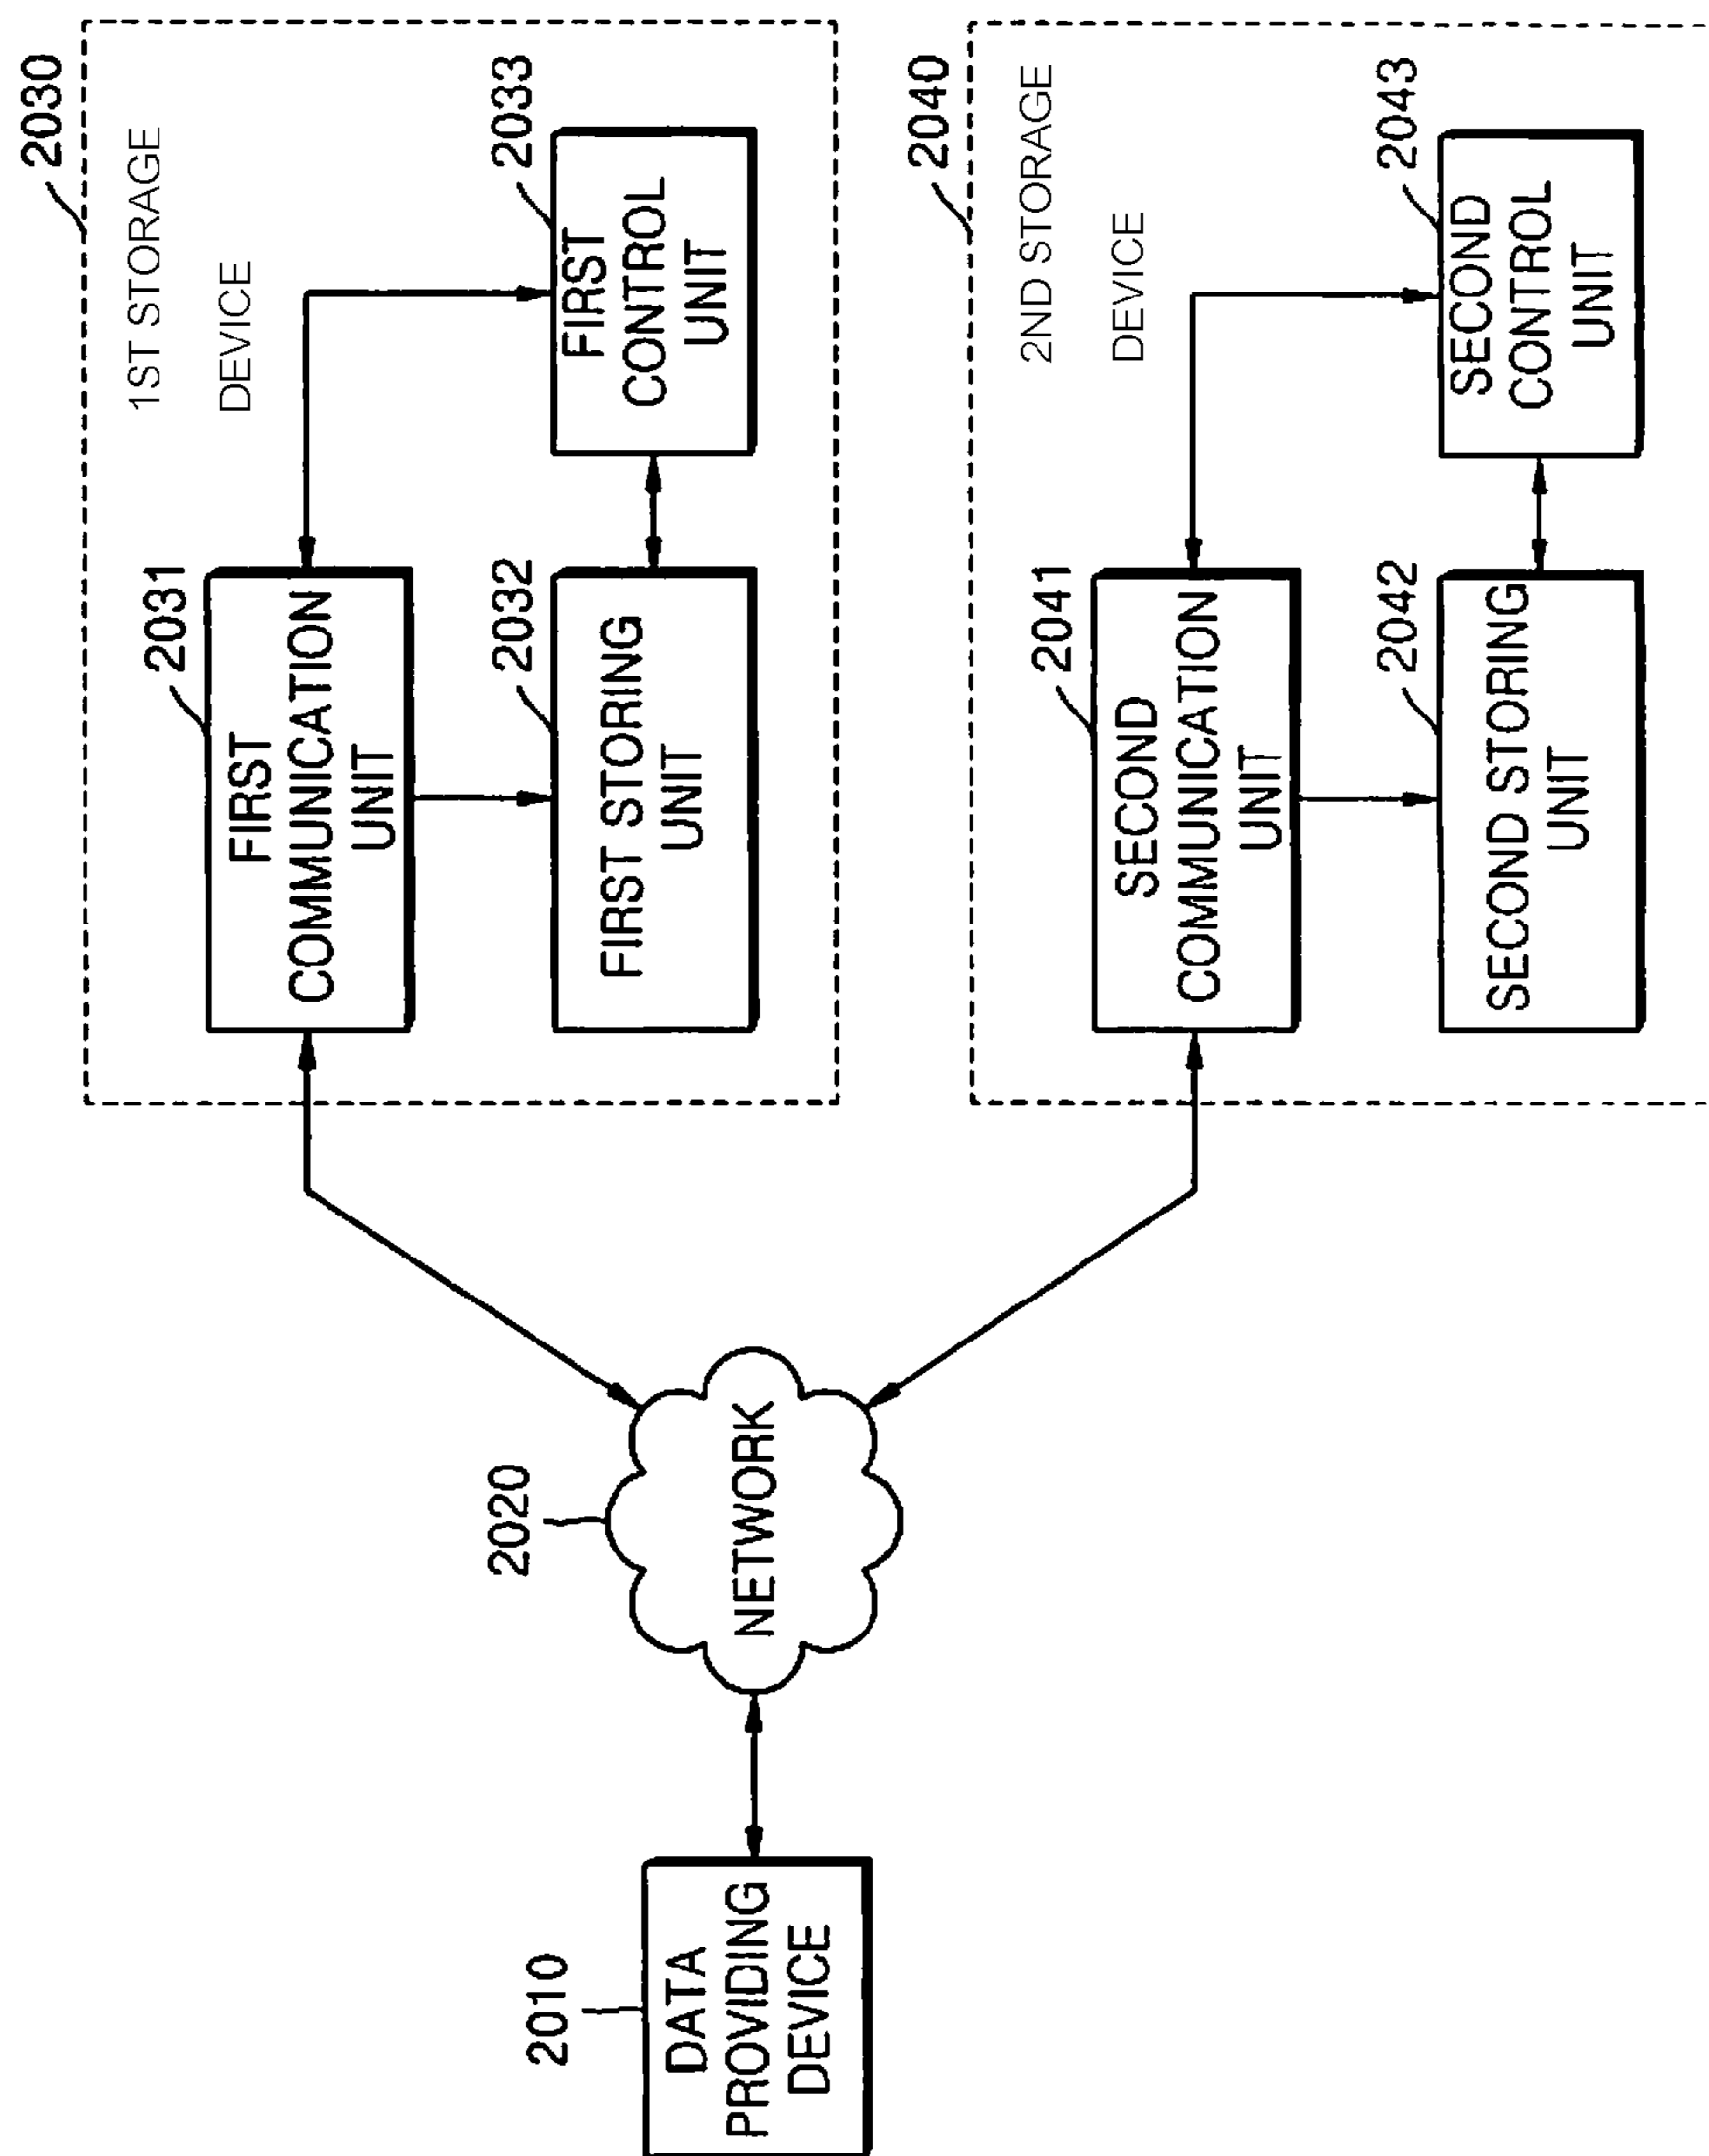 2010
DATA
PROVIDING
DEVICE
2020
NETWORK
2030
1ST STORAGE
DEVICE
2031
FIRST
COMMUNICATION
UNIT
2032
FIRST STORING
UNIT
2033
FIRST
CONTROL
UNIT
2040
2ND STORAGE
DEVICE
2041
SECOND
COMMUNICATION
UNIT
2042
SECOND STORING
UNIT
2043
SECOND
CONTROL
UNIT